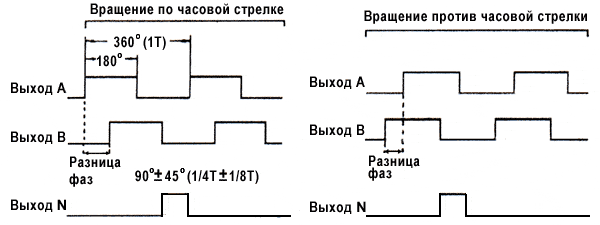 Вращение по часовой стрелке
360° (1T)
180°
Выход A
Выход B
Разница
фаз
90°±45° (1/4T±1/8T)
Выход N
Вращение против часовой стрелки
Выход A
Выход B
Разница
фаз
Выход N